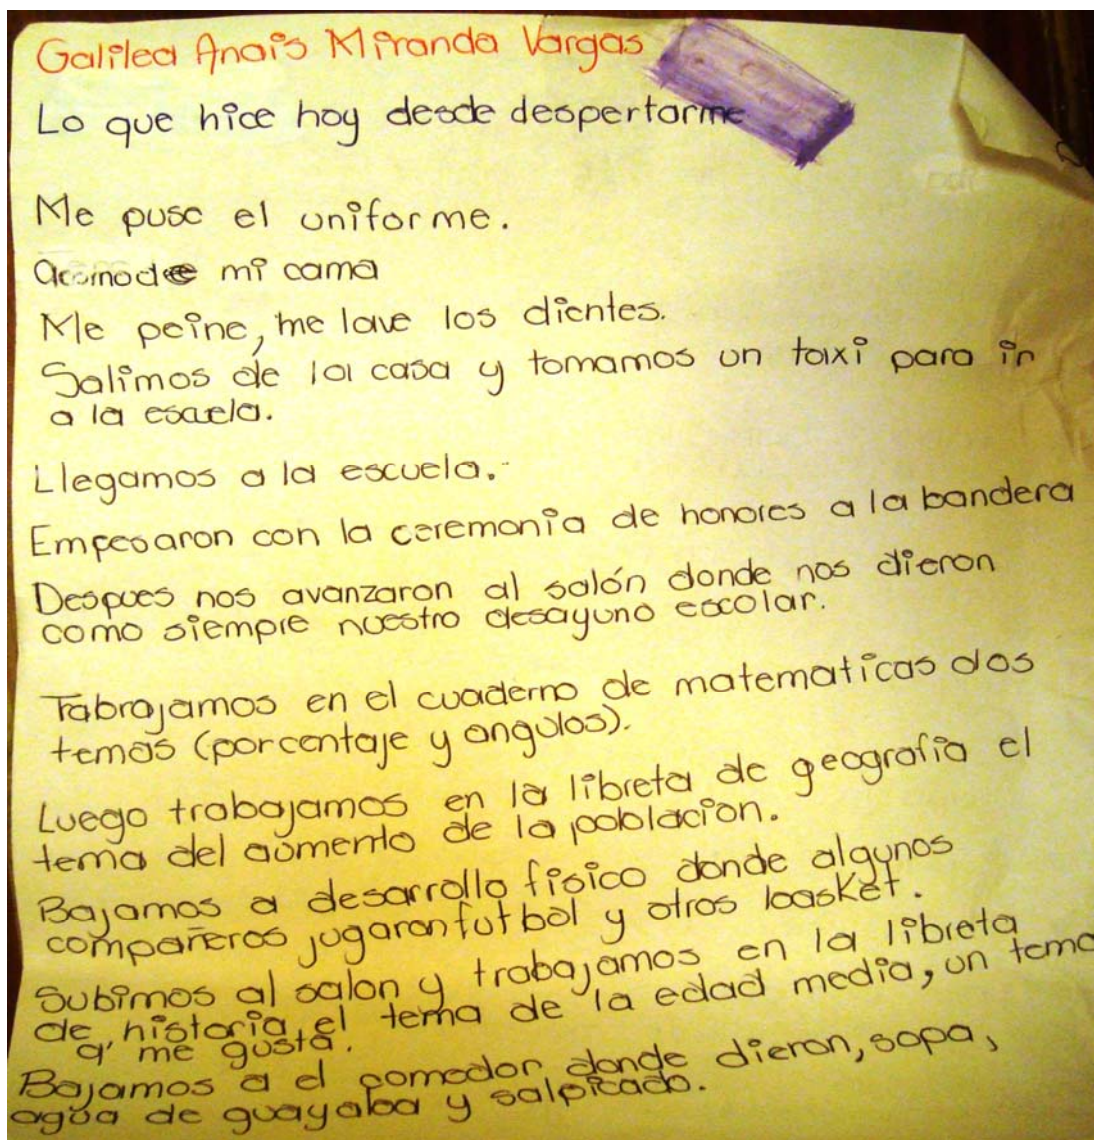 Galilea Anais Miranda Vargas
Lo que hice hoy desde despertarme
Me puse el uniforme.
acomode mi cama
Me peine, me lave los dientes.
Salimos de la casa y tomamos un taxi para ir
a la escuela.
Llegamos a la escuela.
Empesaron con la ceremonia de honores a la bandera
Despues nos avanzaron al salón donde nos dieron
como siempre nuestro desayuno escolar.
Trabrajamos en el cuaderno de matematicas dos
temas (porcentaje y angulos).
Luego trabajamos en la libreta de geografia el
tema del aumento de la poblacion.
Bajamos a desarrollo fisico donde algunos
compañeros jugaron futbol y otros basket.
Subimos al salon y trabajamos en la libreta
de historia, el tema de la edad media, un tema
q' me gusta.
Bajamos a el comedor donde dieron, sopa,
agua de guayaba y salpicado.